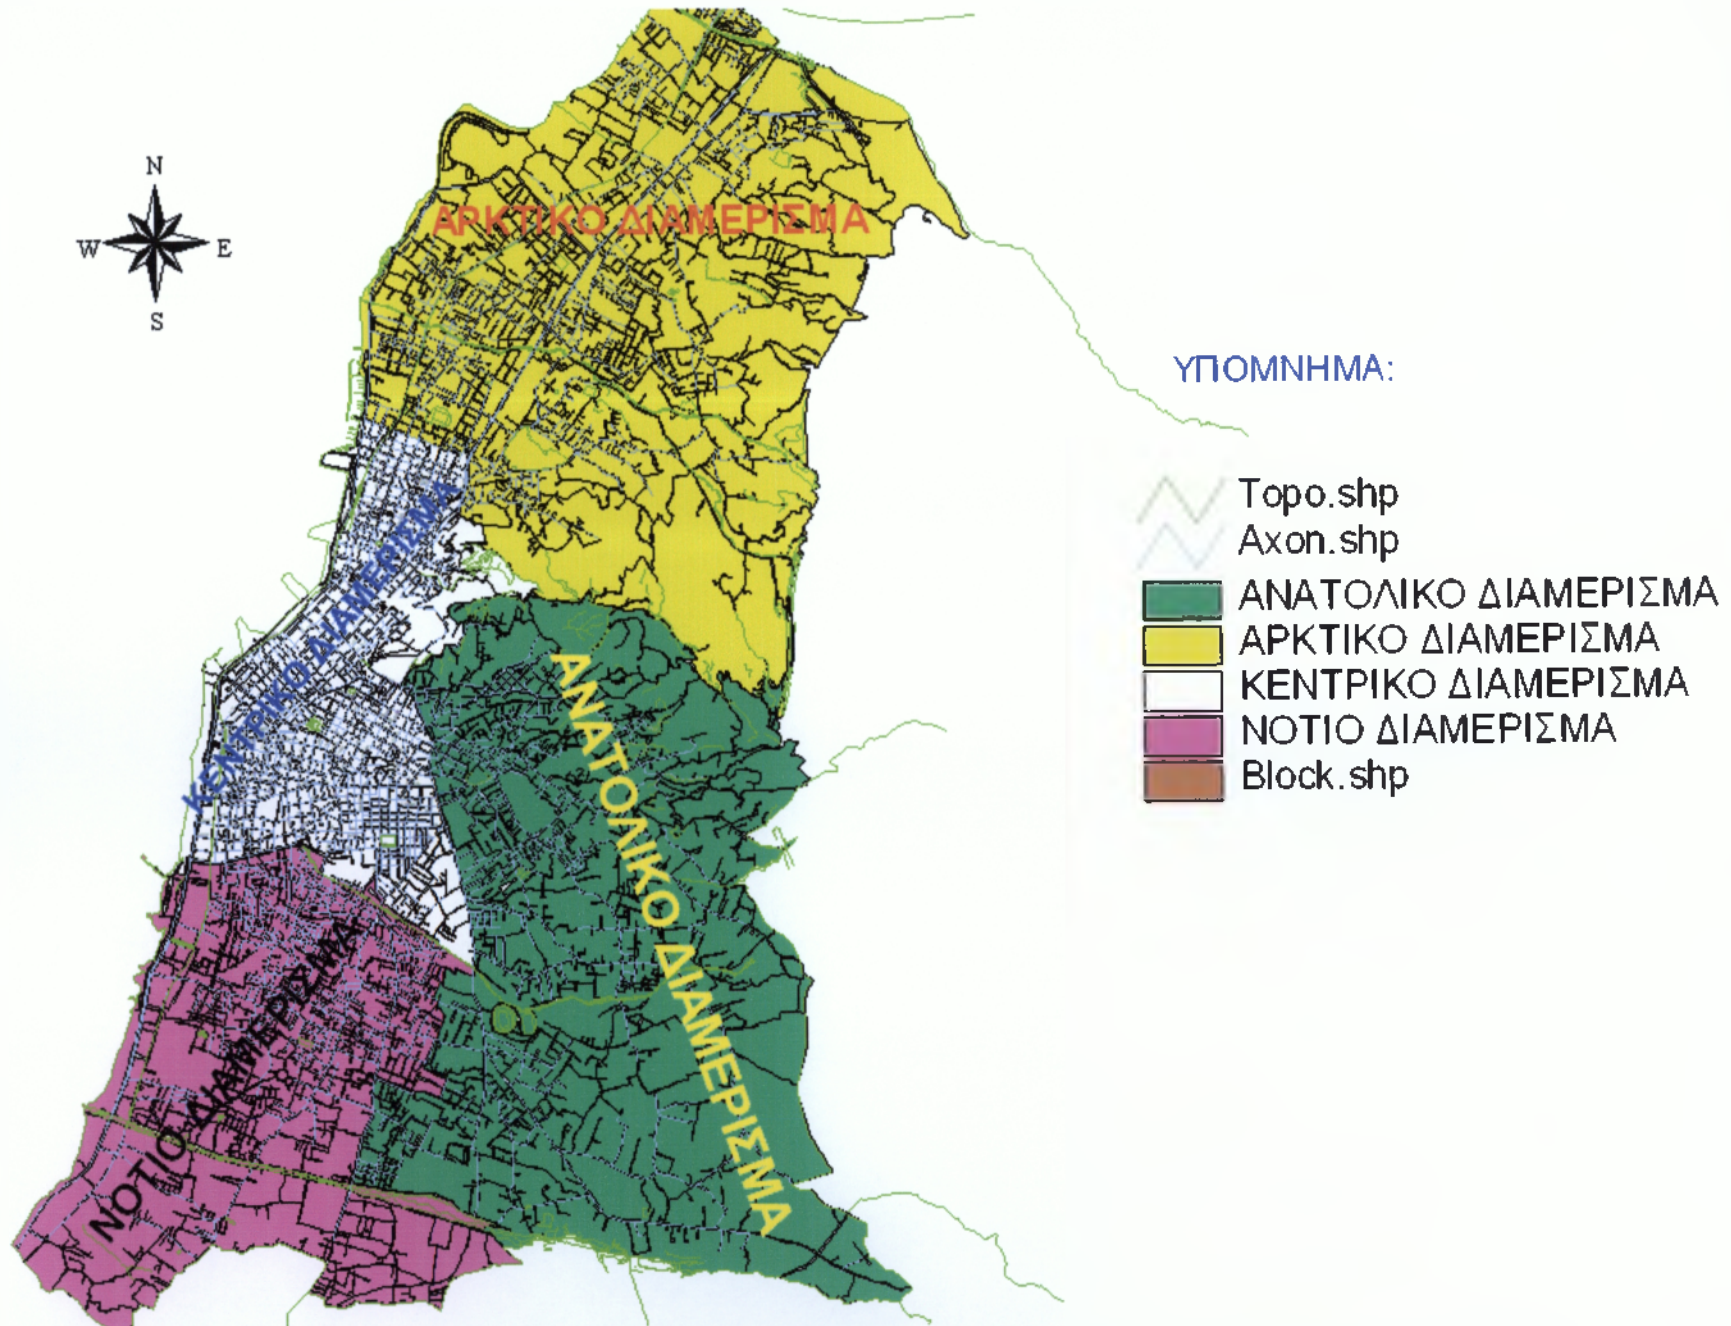 N
W E
S
ΑΡΚΤΙΚΟ ΔΙΑΜΕΡΙΣΜΑ
ΚΕΝΤΡΙΚΟ ΔΙΑΜΕΡΙΣΜΑ
ΑΝΑΤΟΛΙΚΟ ΔΙΑΜΕΡΙΣΜΑ
ΝΟΤΙΟ ΔΙΑΜΕΡΙΣΜΑ
ΥΠΟΜΝΗΜΑ:
Topo.shp
Axon.shp
ΑΝΑΤΟΛΙΚΟ ΔΙΑΜΕΡΙΣΜΑ
ΑΡΚΤΙΚΟ ΔΙΑΜΕΡΙΣΜΑ
ΚΕΝΤΡΙΚΟ ΔΙΑΜΕΡΙΣΜΑ
ΝΟΤΙΟ ΔΙΑΜΕΡΙΣΜΑ
Block.shp